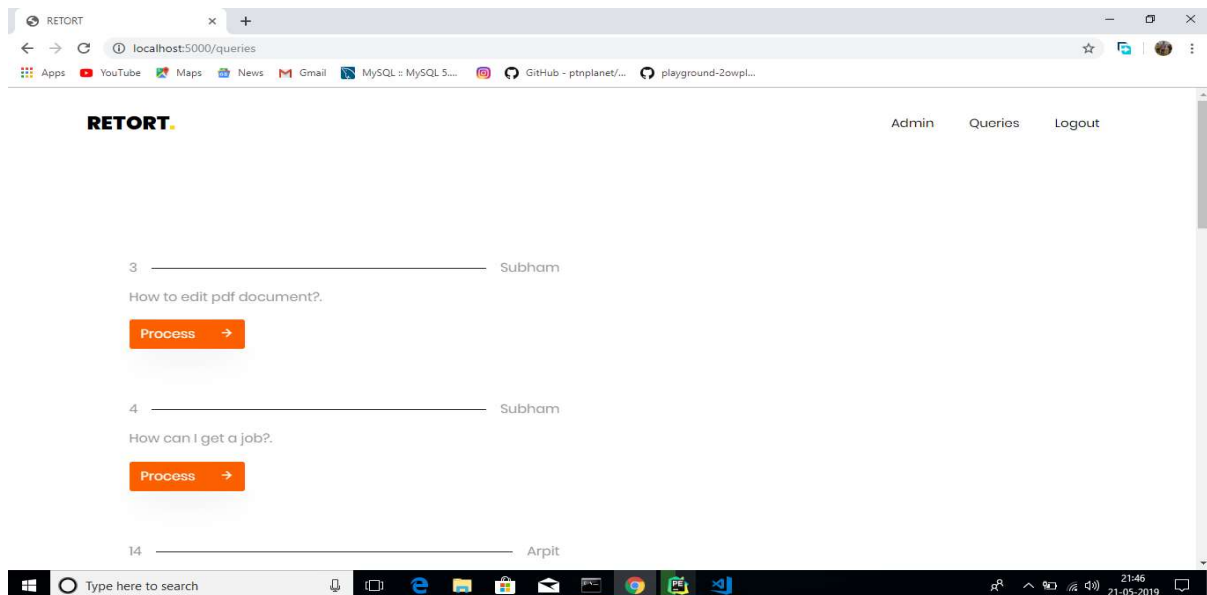 RETORT
localhost:5000/queries
Apps YouTube Maps News Gmail MySQL :: MySQL 5.... GitHub - ptnplanet/... playground-2owpl...
RETORT. Admin Queries Logout
3 Subham
How to edit pdf document?.
Process
4 Subham
How can I get a job?.
Process
14 Arpit
Type here to search
21:46
21-05-2019